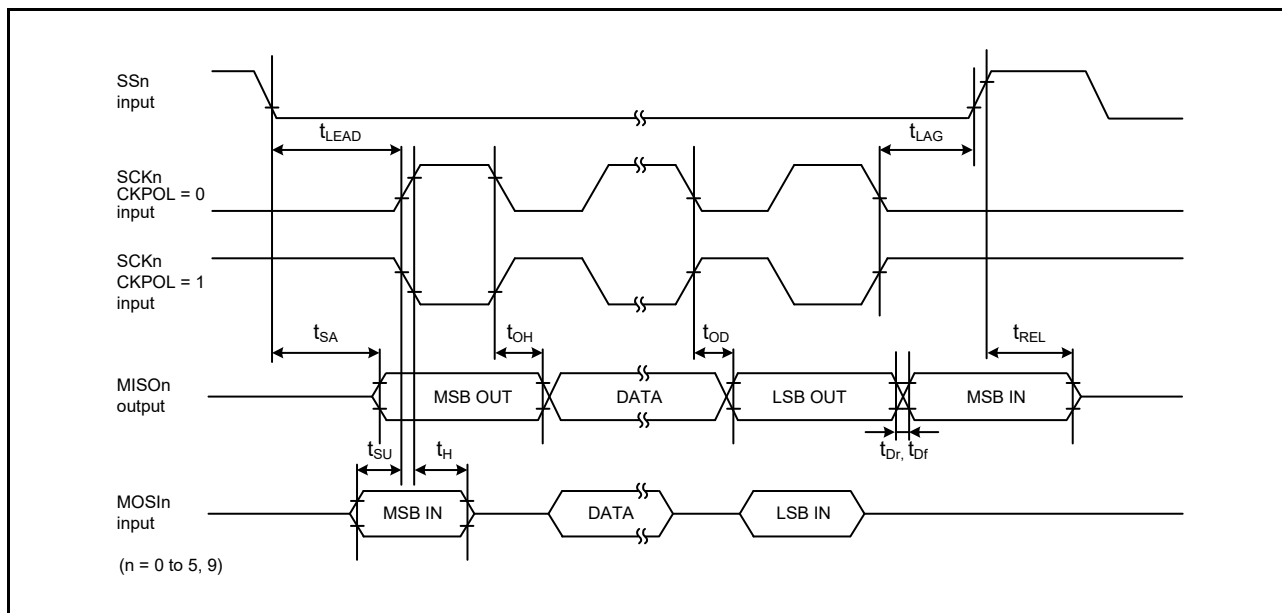 SSn
input
tLEAD
tLAG
SCKn
CKPOL = 0
input
SCKn
CKPOL = 1
input
tSA
tOH
tOD
tREL
MISOn
output
MSB OUT
DATA
LSB OUT
MSB IN
tSU
tH
tDr, tDf
MOSIn
input
MSB IN
DATA
LSB IN
(n = 0 to 5, 9)